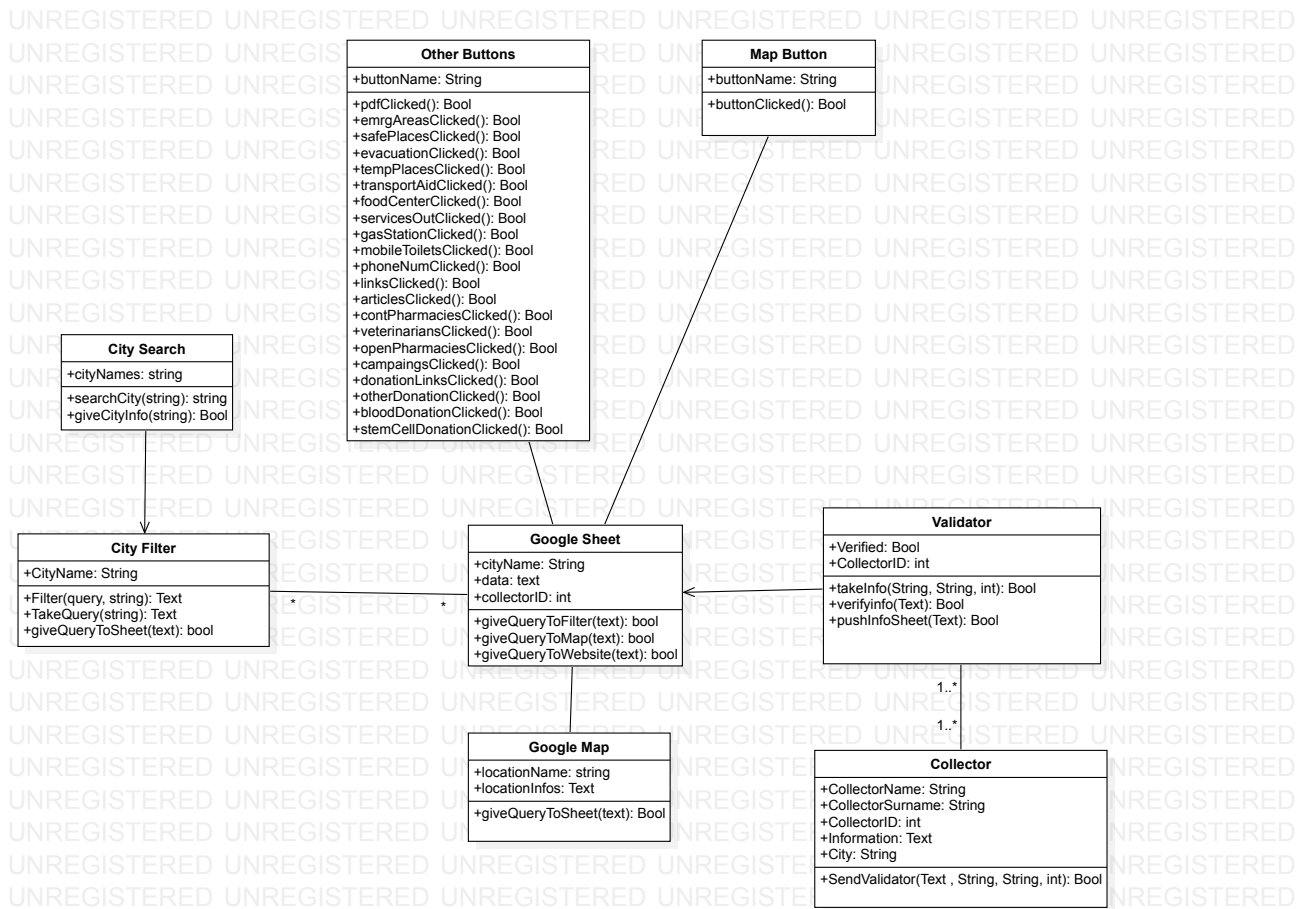 UNREGISTERED UNREGISTERED UNREGISTERED UNREGISTERED UNREGISTERED UNREGISTERED
Other Buttons
+buttonName: String
+pdfClicked(): Bool
+emrgAreasClicked(): Bool
+safePlacesClicked(): Bool
+evacuationClicked(): Bool
+tempPlacesClicked(): Bool
+transportAidClicked(): Bool
+foodCenterClicked(): Bool
+servicesOutClicked(): Bool
+gasStationClicked(): Bool
+mobileToiletsClicked(): Bool
+phoneNumClicked(): Bool
+linksClicked(): Bool
+articlesClicked(): Bool
+contPharmaciesClicked(): Bool
+veterinariansClicked(): Bool
+openPharmaciesClicked(): Bool
+campaingsClicked(): Bool
+donationLinksClicked(): Bool
+otherDonationClicked(): Bool
+bloodDonationClicked(): Bool
+stemCellDonationClicked(): Bool
Map Button
+buttonName: String
+buttonClicked(): Bool
City Search
+cityNames: string
+searchCity(string): string
+giveCityInfo(string): Bool
City Filter
+CityName: String
+Filter(query, string): Text
+TakeQuery(string): Text
+giveQueryToSheet(text): bool
*
*
Google Sheet
+cityName: String
+data: text
+collectorID: int
+giveQueryToFilter(text): bool
+giveQueryToMap(text): bool
+giveQueryToWebsite(text): bool
Validator
+Verified: Bool
+CollectorID: int
+takeInfo(String, String, int): Bool
+verifyinfo(Text): Bool
+pushInfoSheet(Text): Bool
1..*
1..*
Google Map
+locationName: string
+locationInfos: Text
+giveQueryToSheet(text): Bool
Collector
+CollectorName: String
+CollectorSurname: String
+CollectorID: int
+Information: Text
+City: String
+SendValidator(Text , String, String, int): Bool